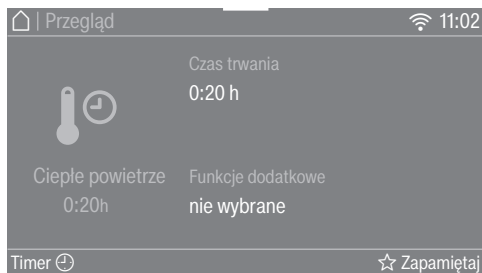 | Przegląd
11:02
Czas trwania
0:20 h
Ciepłe powietrze
0:20h
Funkcje dodatkowe
nie wybrane
Timer
Zapamiętaj